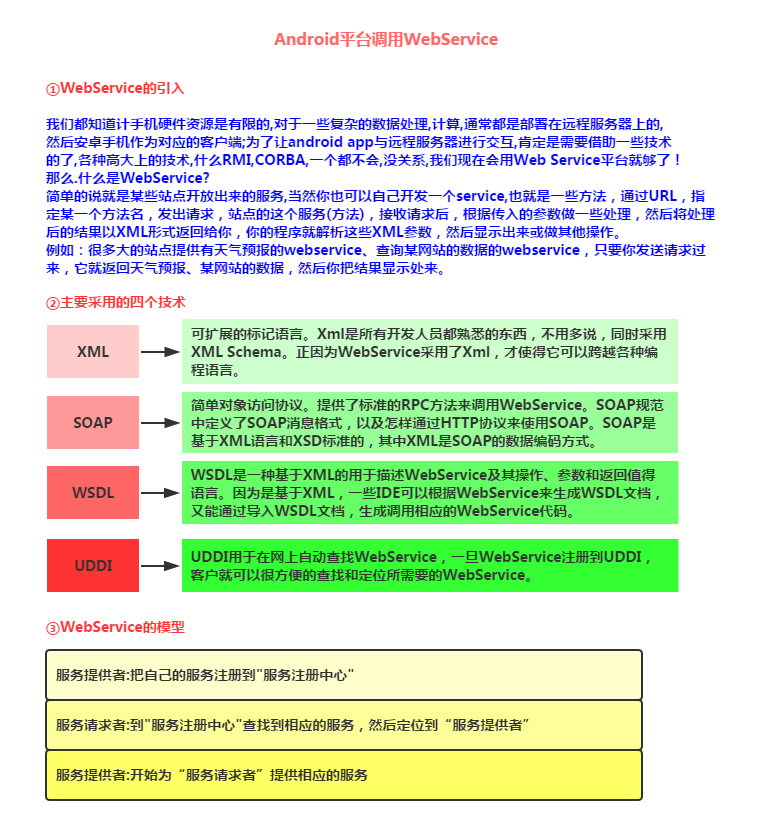 Android平台调用WebService
①WebService的引入
我们都知道计手机硬件资源是有限的,对于一些复杂的数据处理,计算,通常都是部署在远程服务器上的,
然后安卓手机作为对应的客户端;为了让android app与远程服务器进行交互,肯定是需要借助一些技术
的了,各种高大上的技术,什么RMI,CORBA,一个都不会,没关系,我们现在会用Web Service平台就够了！
那么.什么是WebService?
简单的说就是某些站点开放出来的服务,当然你也可以自己开发一个service,也就是一些方法，通过URL，指
定某一个方法名，发出请求，站点的这个服务(方法)，接收请求后，根据传入的参数做一些处理，然后将处理
后的结果以XML形式返回给你，你的程序就解析这些XML参数，然后显示出来或做其他操作。
例如：很多大的站点提供有天气预报的webservice、查询某网站的数据的webservice，只要你发送请求过
来，它就返回天气预报、某网站的数据，然后你把结果显示处来。
②主要采用的四个技术
XML
可扩展的标记语言。Xml是所有开发人员都熟悉的东西，不用多说，同时采用
XML Schema。正因为WebService采用了Xml，才使得它可以跨越各种编
程语言。
SOAP
简单对象访问协议。提供了标准的RPC方法来调用WebService。SOAP规范
中定义了SOAP消息格式，以及怎样通过HTTP协议来使用SOAP。SOAP是
基于XML语言和XSD标准的，其中XML是SOAP的数据编码方式。
WSDL
WSDL是一种基于XML的用于描述WebService及其操作、参数和返回值得
语言。因为是基于XML，一些IDE可以根据WebService来生成WSDL文档，
又能通过导入WSDL文档，生成调用相应的WebService代码。
UDDI
UDDI用于在网上自动查找WebService，一旦WebService注册到UDDI，
客户就可以很方便的查找和定位所需要的WebService。
③WebService的模型
服务提供者:把自己的服务注册到"服务注册中心"
服务请求者:到"服务注册中心"查找到相应的服务，然后定位到“服务提供者”
服务提供者:开始为“服务请求者”提供相应的服务